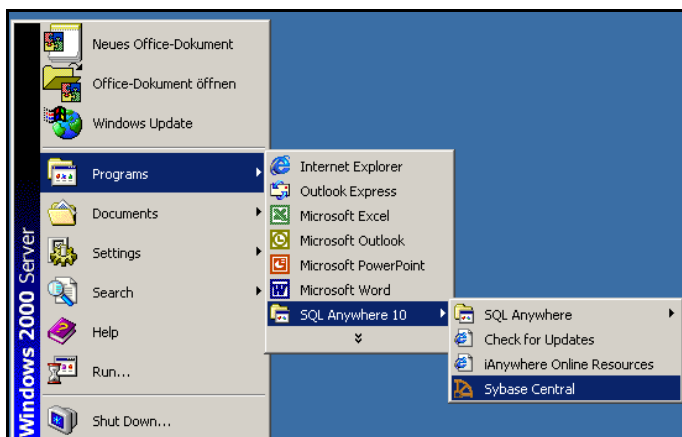 Neues Office-Dokument
Office-Dokument öffnen
Windows Update
Programs
Documents
Settings
Search
Help
Run...
Shut Down...
Windows 2000 Server
Internet Explorer
Outlook Express
Microsoft Excel
Microsoft Outlook
Microsoft PowerPoint
Microsoft Word
SQL Anywhere 10
SQL Anywhere
Check for Updates
iAnywhere Online Resources
Sybase Central